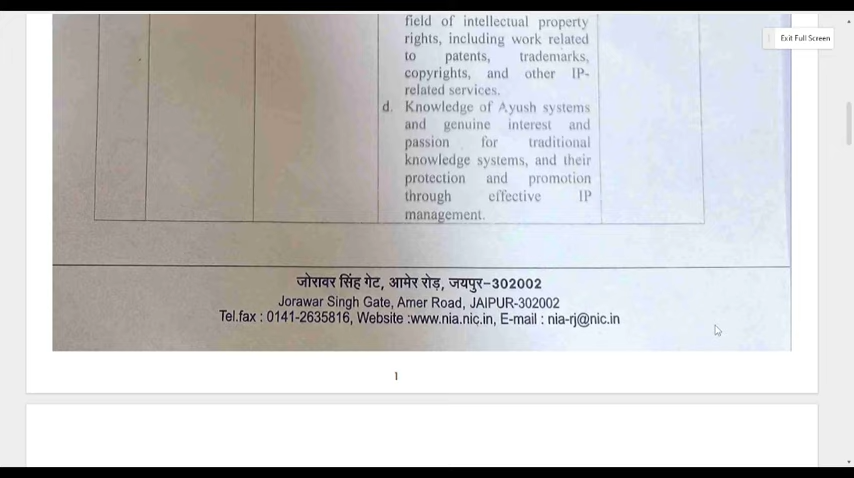 Exit Full Screen
field of intellectual property
rights, including work related
to patents, trademarks,
copyrights, and other IP-
related services.
d. Knowledge of Ayush systems
and genuine interest and
passion for traditional
knowledge systems, and their
protection and promotion
through effective IP
management.
जोरावर सिंह गेट, आमेर रोड़, जयपुर-302002
Jorawar Singh Gate, Amer Road, JAIPUR-302002
Tel.fax : 0141-2635816, Website :www.nia.nic.in, E-mail : nia-rj@nic.in
1